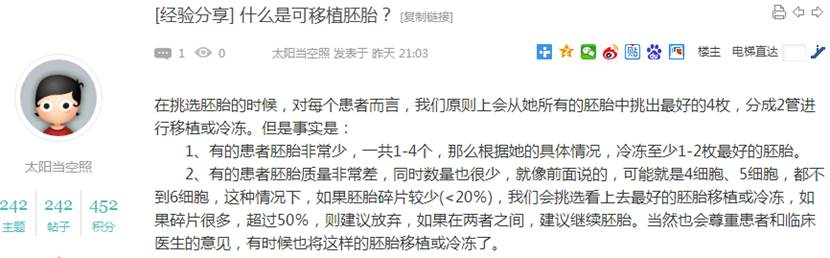 [经验分享] 什么是可移植胚胎？ [复制链接]
1 0 太阳当空照 发表于 昨天 21:03 楼主 电梯直达
在挑选胚胎的时候，对每个患者而言，我们原则上会从她所有的胚胎中挑出最好的4枚，分成2管进
行移植或冷冻。但是事实是：
1、有的患者胚胎非常少，一共1-4个，那么根据她的具体情况，冷冻至少1-2枚最好的胚胎。
2、有的患者胚胎质量非常差，同时数量也很少，就像前面说的，可能就是4细胞、5细胞，都不
到6细胞，这种情况下，如果胚胎碎片较少(<20%)，我们会挑选看上去最好的胚胎移植或冷冻，如
果碎片很多，超过50%，则建议放弃，如果在两者之间，建议继续胚胎。当然也会尊重患者和临床
医生的意见，有时候也将这样的胚胎移植或冷冻了。
太阳当空照
242 242 452
主题 帖子 积分